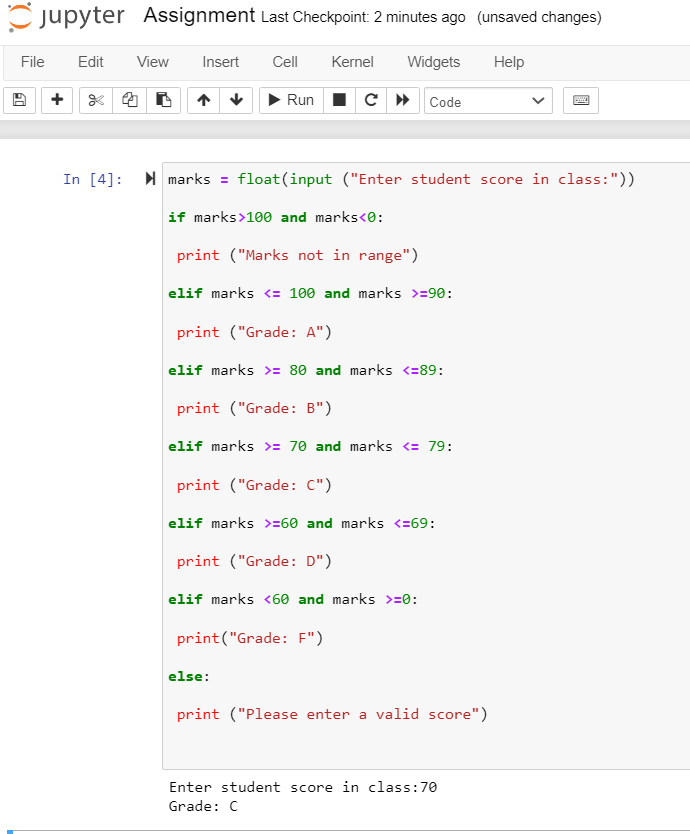 jupyter Assignment Last Checkpoint: 2 minutes ago (unsaved changes)
File Edit View Insert Cell Kernel Widgets Help
Run Code
In [4]: marks = float(input ("Enter student score in class:"))
if marks>100 and marks<0:
print ("Marks not in range")
elif marks <= 100 and marks >=90:
print ("Grade: A")
elif marks >= 80 and marks <=89:
print ("Grade: B")
elif marks >= 70 and marks <= 79:
print ("Grade: C")
elif marks >=60 and marks <=69:
print ("Grade: D")
elif marks <60 and marks >=0:
print("Grade: F")
else:
print ("Please enter a valid score")
Enter student score in class:70
Grade: C